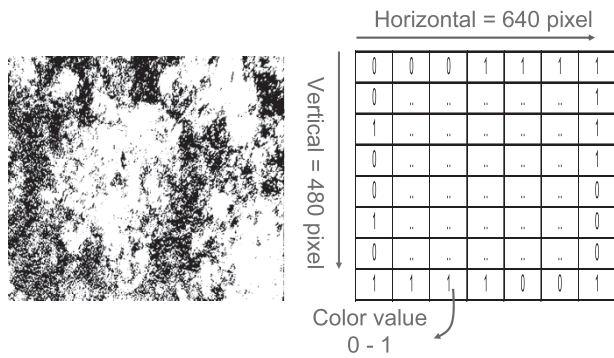 Horizontal = 640 pixel
Vertical = 480 pixel
0 0 0 1 1 1 1
0 .. .. .. .. .. 1
1 .. .. .. .. .. 1
0 .. .. .. .. .. 1
0 .. .. .. .. .. 0
1 .. .. .. .. .. 0
0 .. .. .. .. .. 0
1 1 1 1 0 0 1
Color value
0 - 1